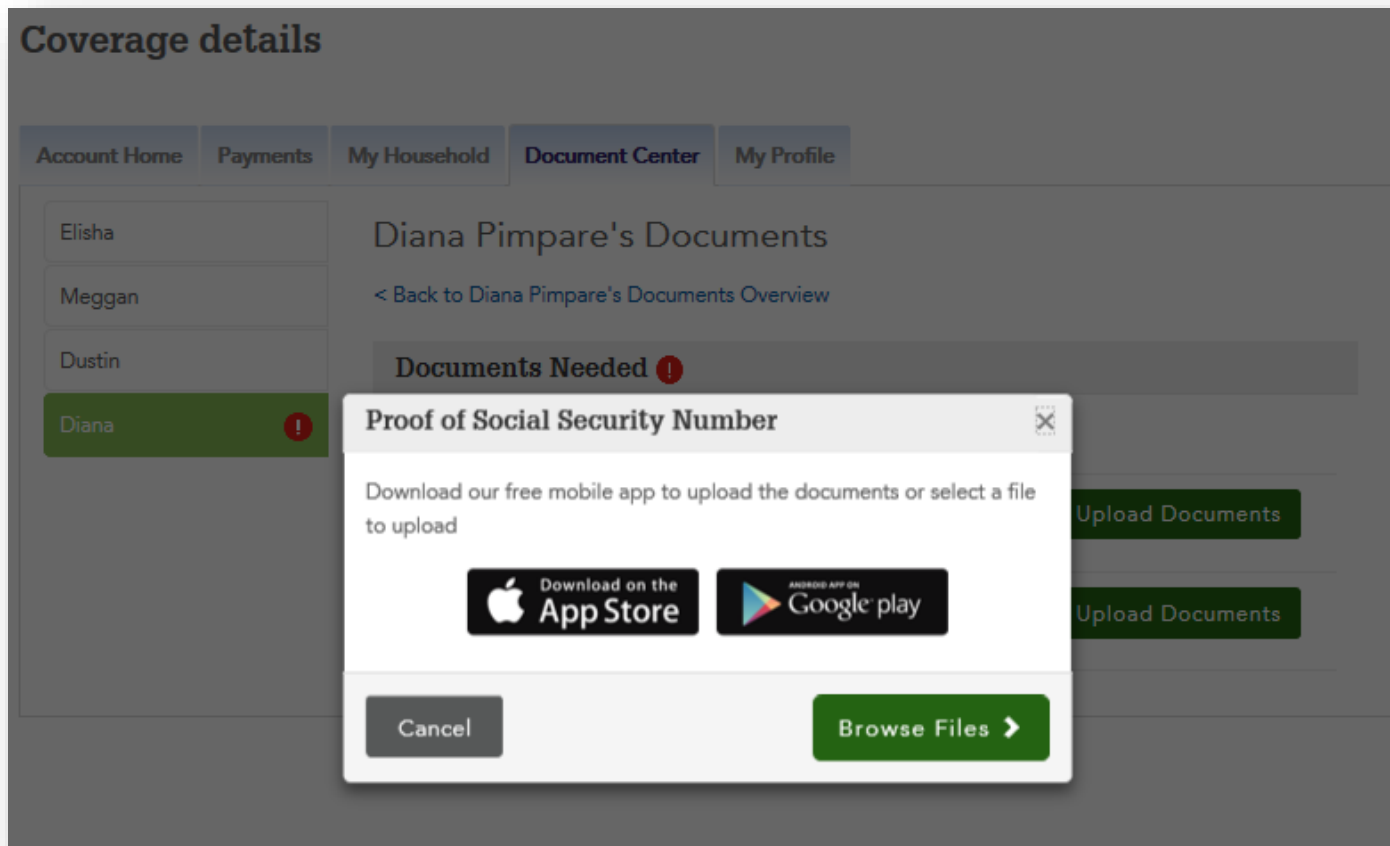 Coverage details
Account Home
Payments
My Household
Document Center
My Profile
Elisha
Meggan
Dustin
Diana
Diana Pimpare's Documents
< Back to Diana Pimpare's Documents Overview
Documents Needed
Proof of Social Security Number
Download our free mobile app to upload the documents or select a file
to upload
Download on the
App Store
ANDROID APP ON
Google play
Cancel
Browse Files
Upload Documents
Upload Documents